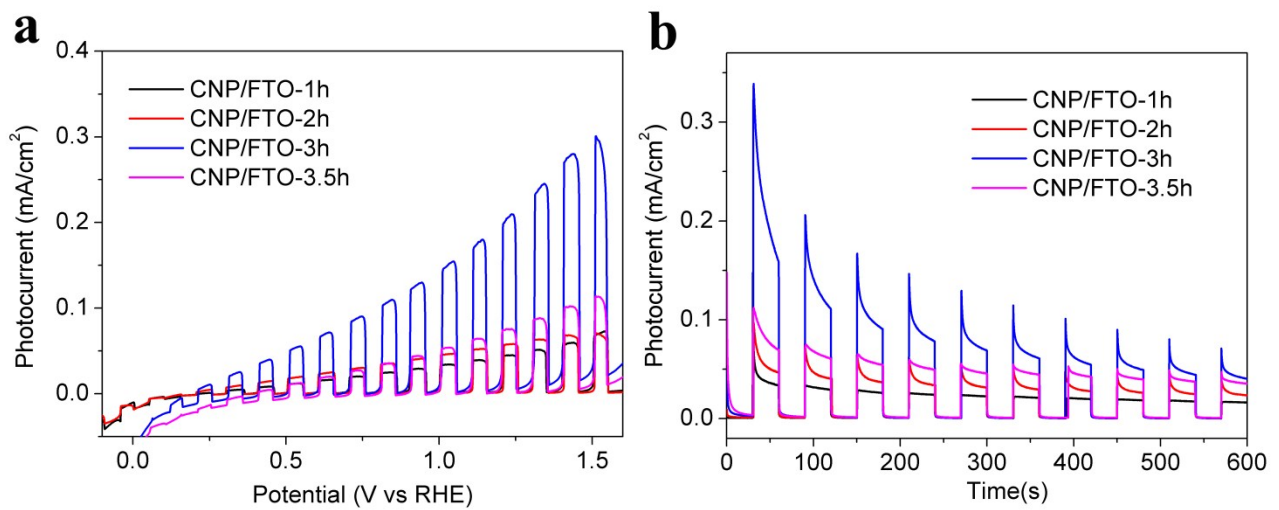 a
0.4
0.3
0.2
0.1
0.0
Photocurrent (mA/cm²)
CNP/FTO-1h
CNP/FTO-2h
CNP/FTO-3h
CNP/FTO-3.5h
0.0 0.5 1.0 1.5
Potential (V vs RHE)
b
0.3
0.2
0.1
0.0
Photocurrent (mA/cm²)
CNP/FTO-1h
CNP/FTO-2h
CNP/FTO-3h
CNP/FTO-3.5h
0 100 200 300 400 500 600
Time(s)